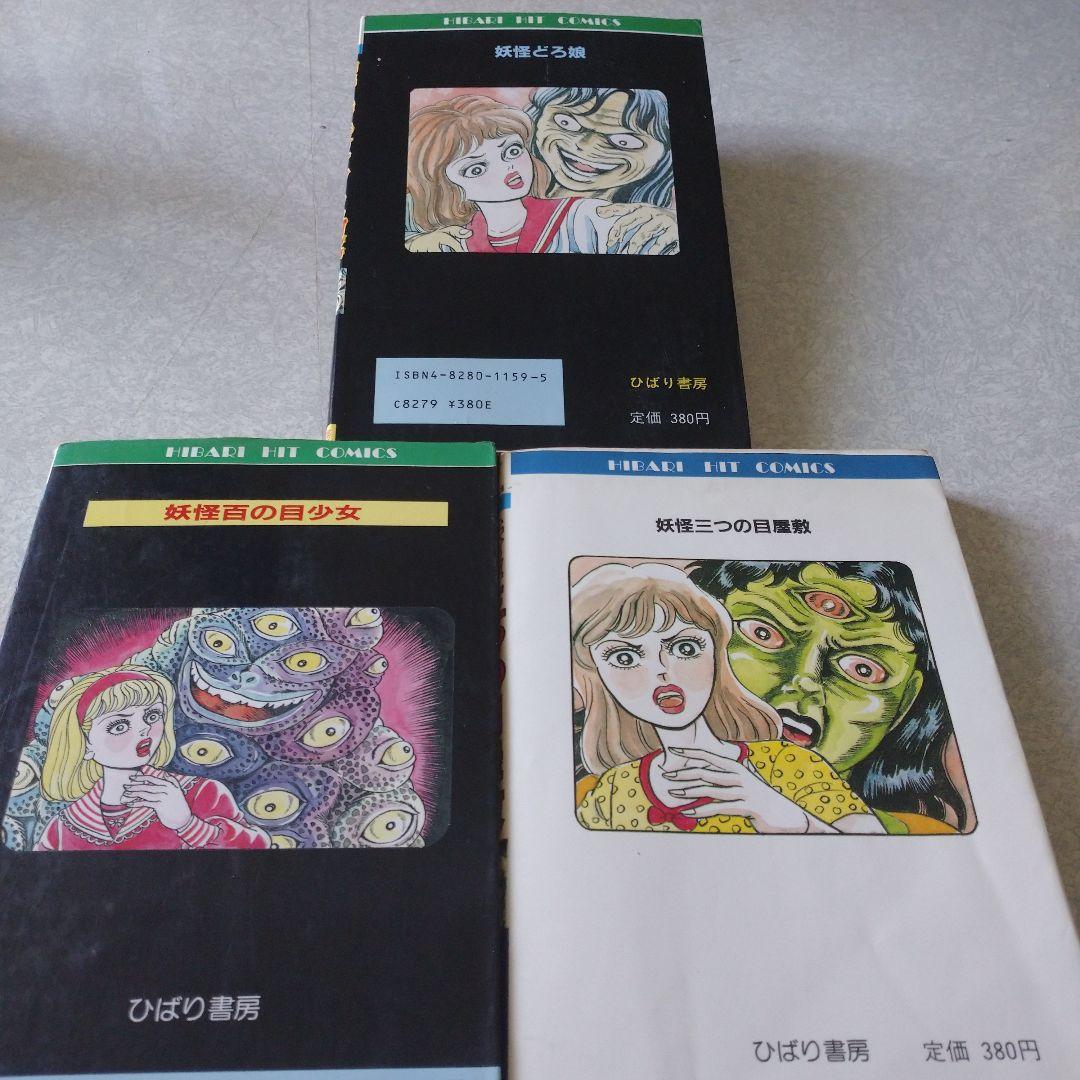 HIBARI HIT COMICS
妖怪どろ娘
ISBN4-8280-1159-5
C8279 ¥380E
ひばり書房
定価 380円
HIBARI HIT COMICS
妖怪百の目少女
ひばり書房
HIBARI HIT COMICS
妖怪三つの目屋敷
ひばり書房 定価 380円